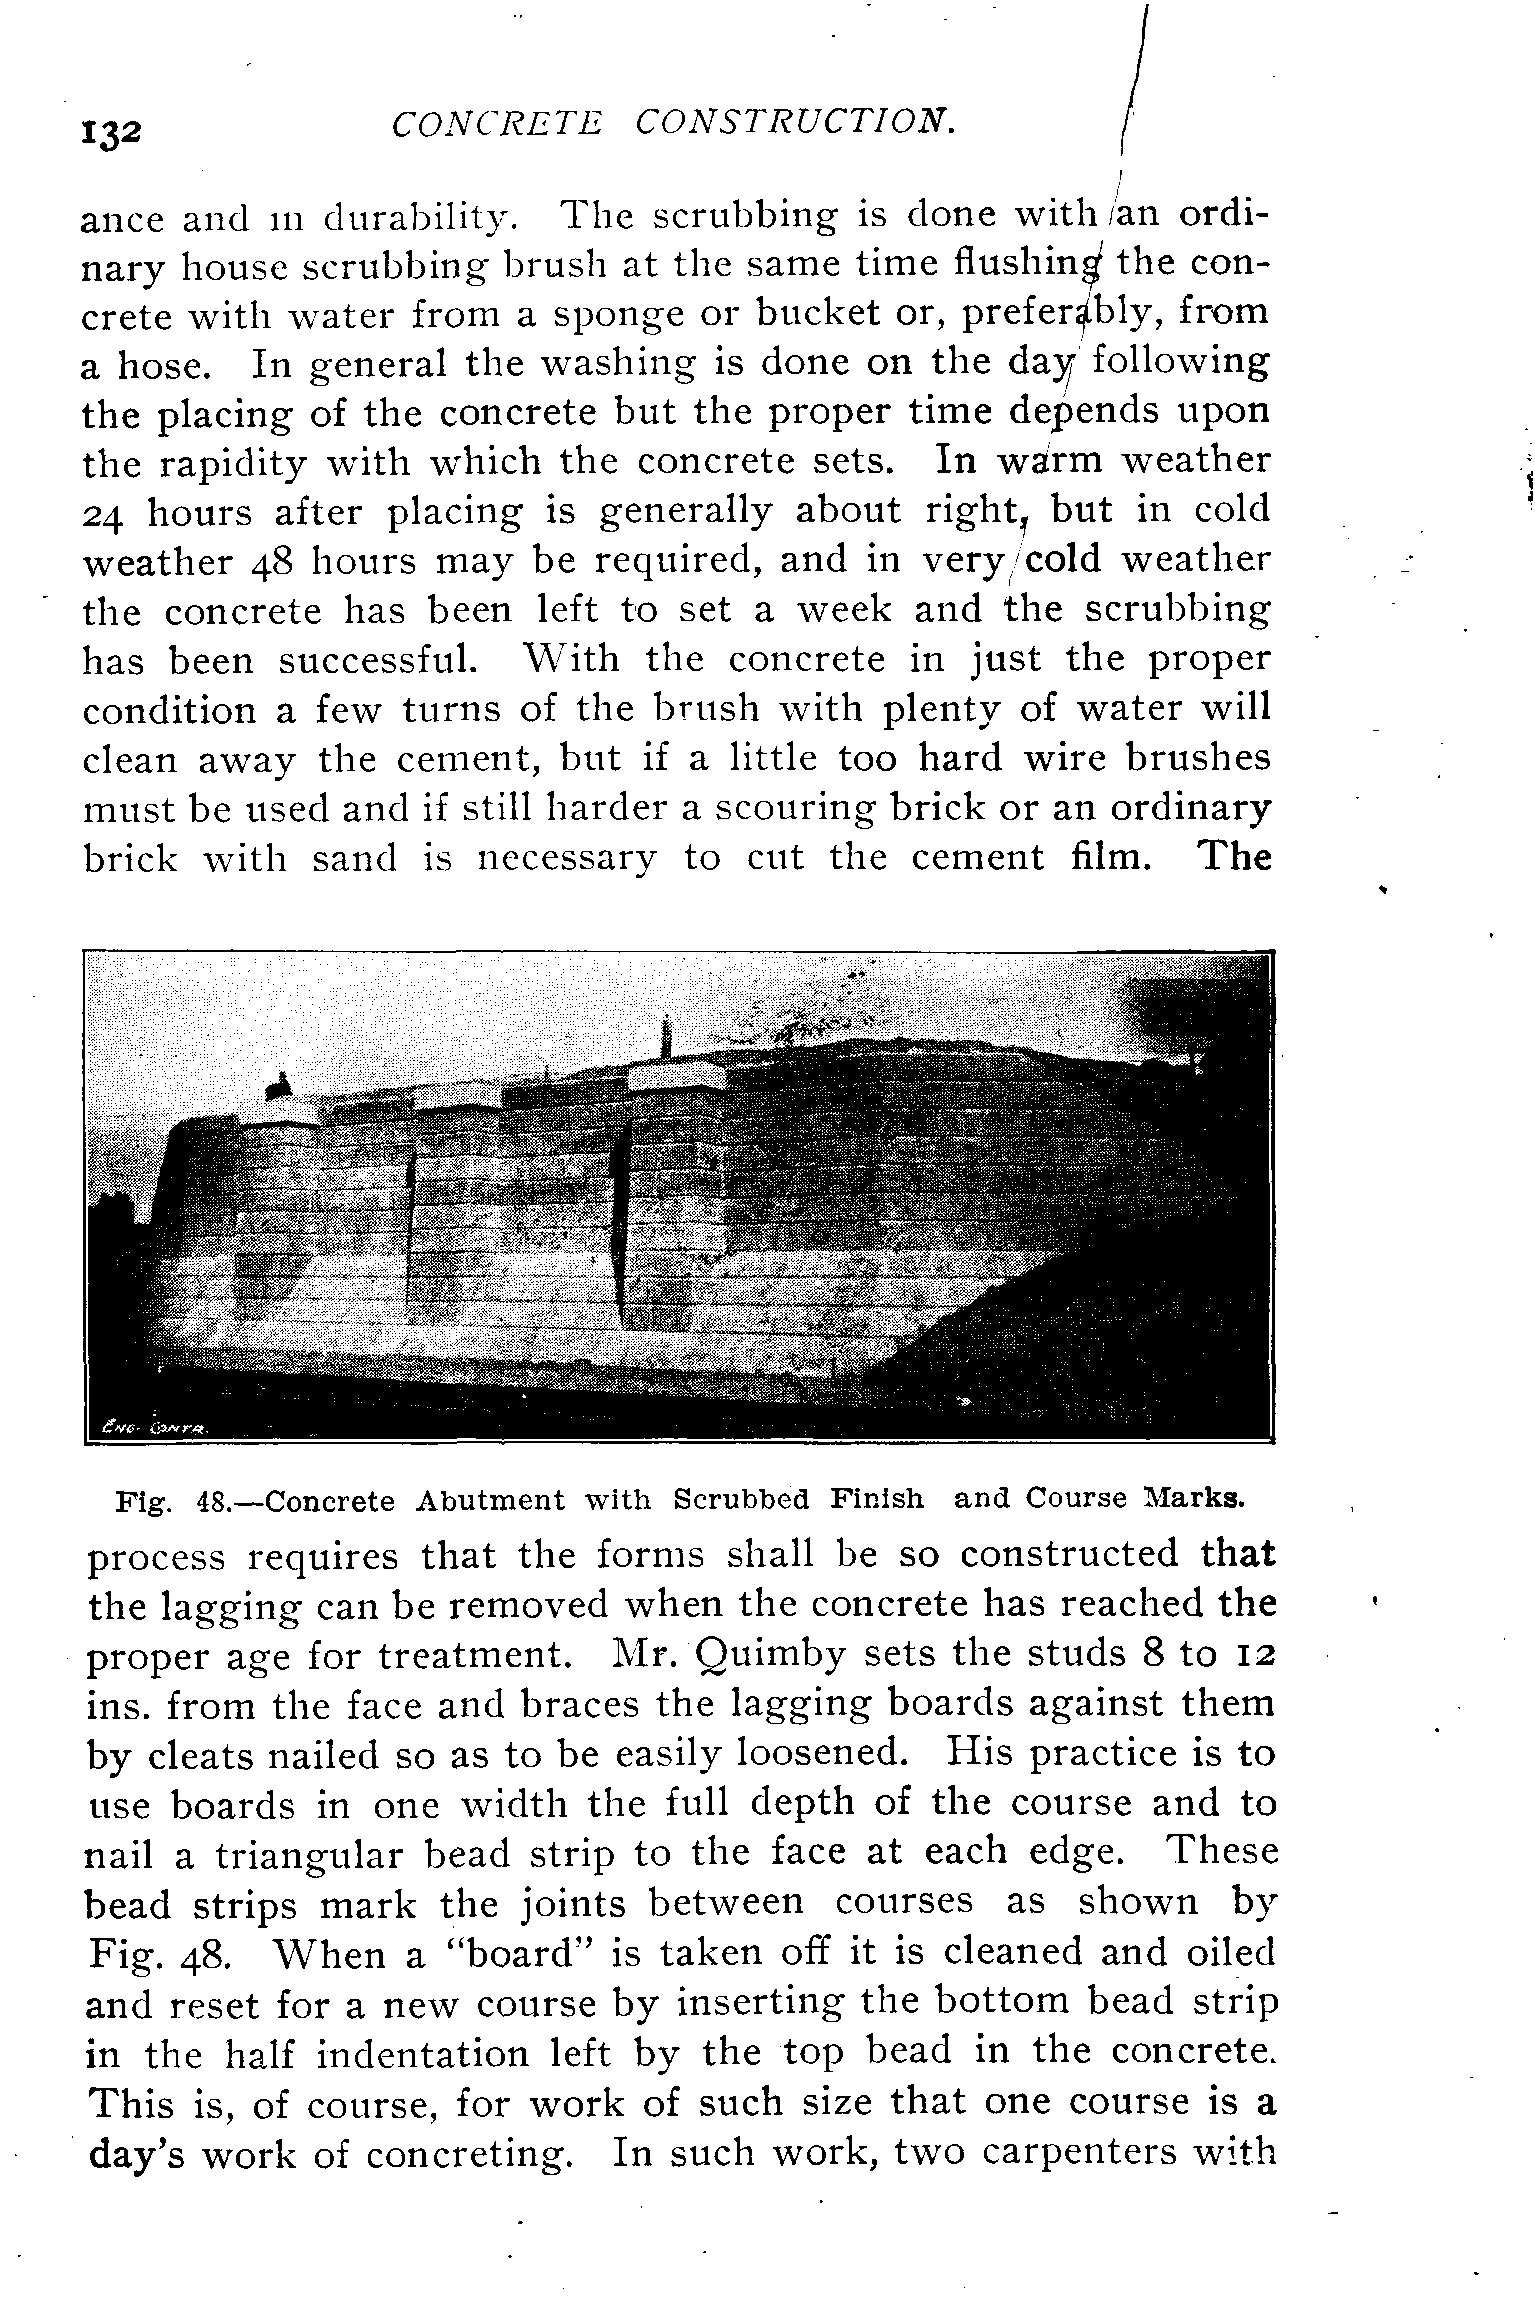 132 CONCRETE CONSTRUCTION.
ance and in durability. The scrubbing is done with an ordi-
nary house scrubbing brush at the same time flushing the con-
crete with water from a sponge or bucket or, preferably, from
a hose. In general the washing is done on the day following
the placing of the concrete but the proper time depends upon
the rapidity with which the concrete sets. In warm weather
24 hours after placing is generally about right, but in cold
weather 48 hours may be required, and in very cold weather
the concrete has been left to set a week and the scrubbing
has been successful. With the concrete in just the proper
condition a few turns of the brush with plenty of water will
clean away the cement, but if a little too hard wire brushes
must be used and if still harder a scouring brick or an ordinary
brick with sand is necessary to cut the cement film. The
ENG- CONTR.
Fig. 48.—Concrete Abutment with Scrubbed Finish and Course Marks.
process requires that the forms shall be so constructed that
the lagging can be removed when the concrete has reached the
proper age for treatment. Mr. Quimby sets the studs 8 to 12
ins. from the face and braces the lagging boards against them
by cleats nailed so as to be easily loosened. His practice is to
use boards in one width the full depth of the course and to
nail a triangular bead strip to the face at each edge. These
bead strips mark the joints between courses as shown by
Fig. 48. When a "board" is taken off it is cleaned and oiled
and reset for a new course by inserting the bottom bead strip
in the half indentation left by the top bead in the concrete.
This is, of course, for work of such size that one course is a
day's work of concreting. In such work, two carpenters with